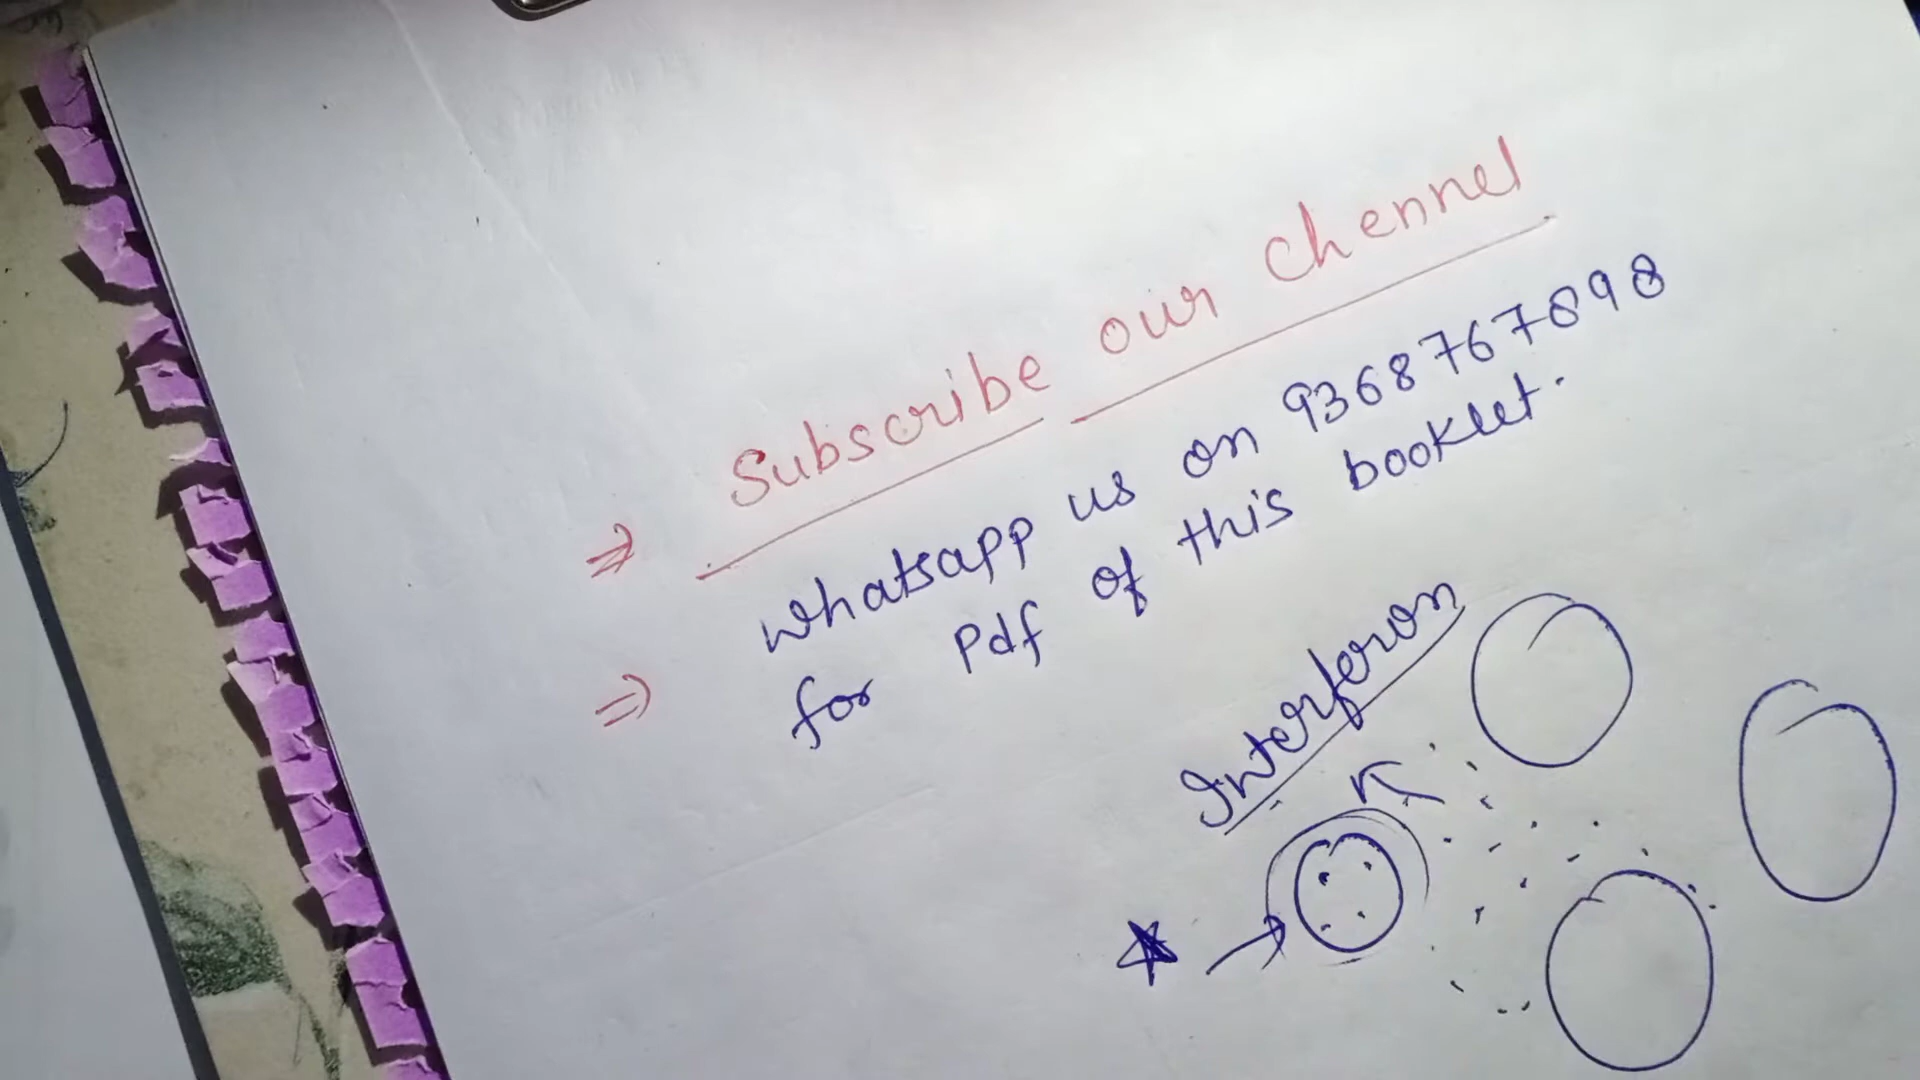 ⇒ Subscribe our chennel
⇒ whatsapp us on 9368767898
for Pdf of this booklet.
Interferon